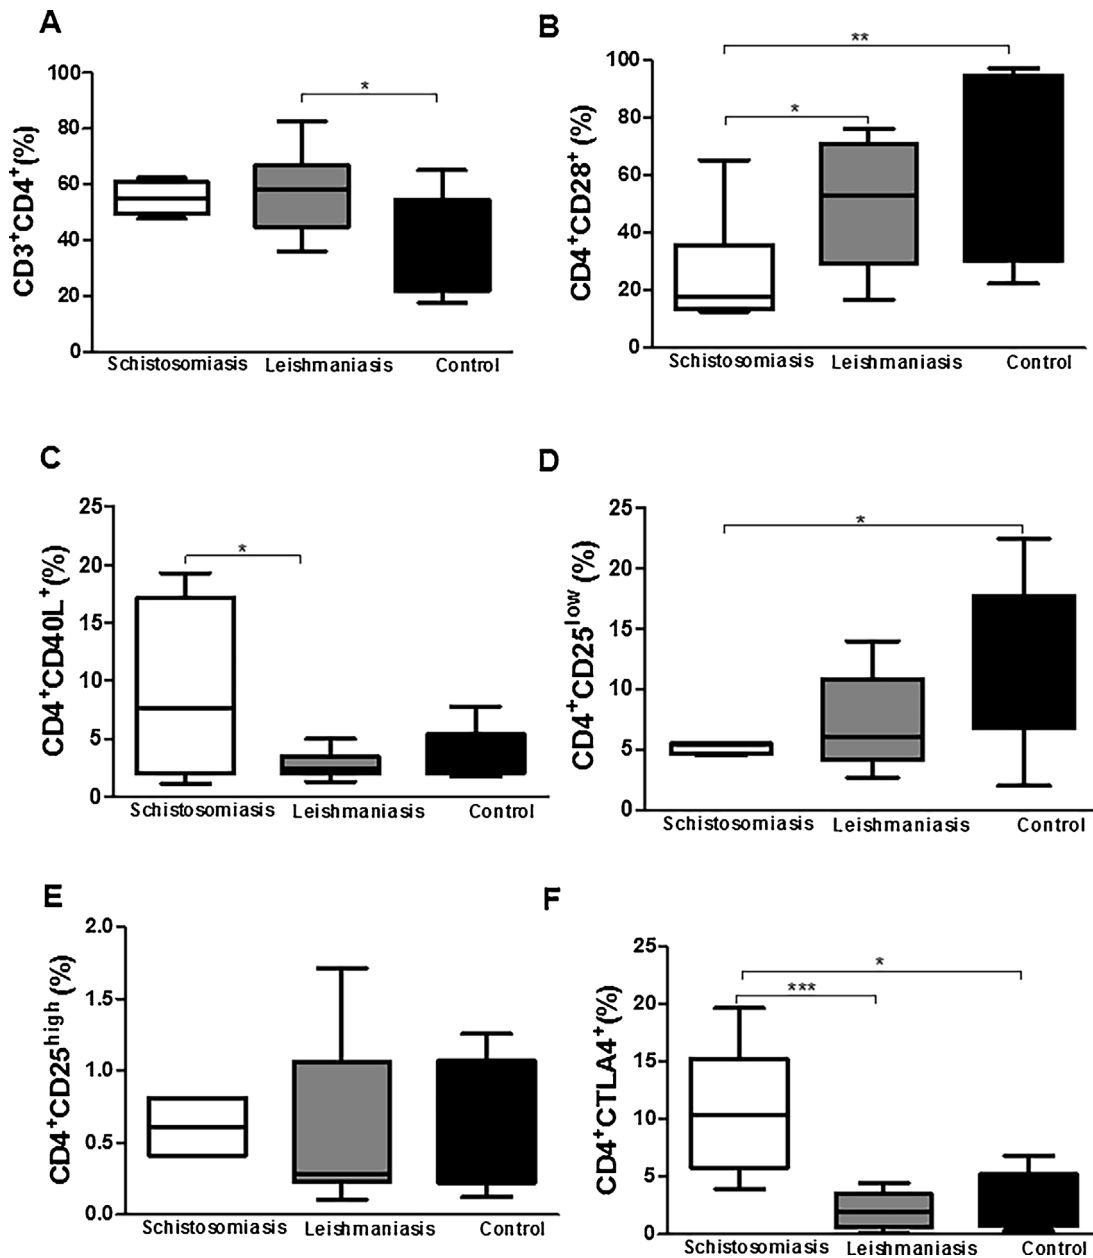 A
CD3⁺CD4⁺(%)
100
80
60
40
20
0
*
Schistosomiasis Leishmaniasis Control
B
CD4⁺CD28⁺ (%)
100
80
60
40
20
0
**
*
Schistosomiasis Leishmaniasis Control
C
CD4⁺CD40L⁺(%)
25
20
15
10
5
0
*
Schistosomiasis Leishmaniasis Control
D
CD4⁺CD25ˡᵒʷ (%)
25
20
15
10
5
0
*
Schistosomiasis Leishmaniasis Control
E
CD4⁺CD25ʰⁱᵍʰ (%)
2.0
1.5
1.0
0.5
0.0
Schistosomiasis Leishmaniasis Control
F
CD4⁺CTLA4⁺(%)
25
20
15
10
5
0
*
***
Schistosomiasis Leishmaniasis Control